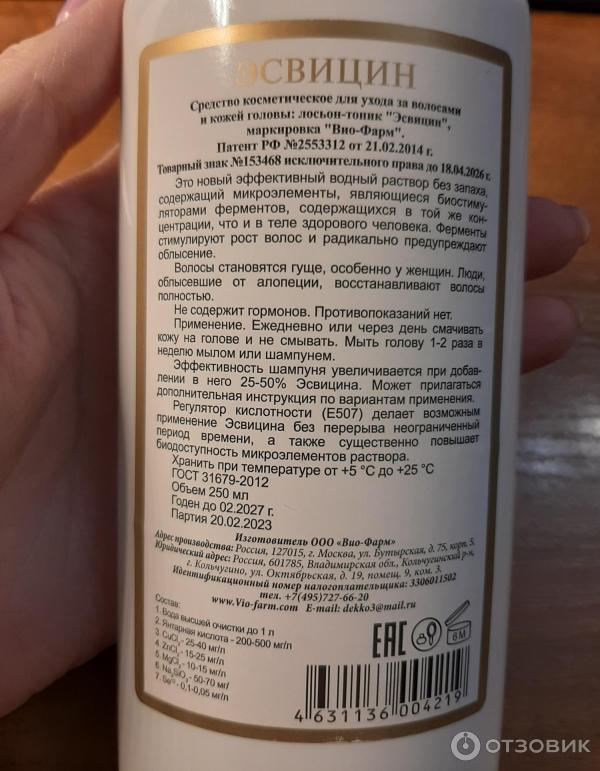 ЭСВИЦИН
Средство косметическое для ухода за волосами
и кожей головы: лосьон-тоник "Эсвицин",
маркировка "Вио-Фарм".
Патент РФ №2553312 от 21.02.2014 г.
Товарный знак №153468 исключительного права до 18.04.2026 г.
Это новый эффективный водный раствор без запаха,
содержащий микроэлементы, являющиеся биостиму-
ляторами ферментов, содержащихся в той же кон-
центрации, что и в теле здорового человека. Ферменты
стимулируют рост волос и радикально предупреждают
облысение.
Волосы становятся гуще, особенно у женщин. Люди,
облысевшие от алопеции, восстанавливают волосы
полностью.
Не содержит гормонов. Противопоказаний нет.
Применение. Ежедневно или через день смачивать
кожу на голове и не смывать. Мыть голову 1-2 раза в
неделю мылом или шампунем.
Эффективность шампуня увеличивается при добав-
лении в него 25-50% Эсвицина. Может прилагаться
дополнительная инструкция по вариантам применения.
Регулятор кислотности (Е507) делает возможным
применение Эсвицина без перерыва неограниченный
период времени, а также существенно повышает
биодоступность микроэлементов раствора.
Хранить при температуре от +5 °С до +25 °С
ГОСТ 31679-2012
Объем 250 мл
Годен до 02.2027 г.
Партия 20.02.2023
Изготовитель ООО «Вио-Фарм»
Адрес производства: Россия, 127015, г. Москва, ул. Бутырская, д. 75, корп. 5.
Юридический адрес: Россия, 601785, Владимирская обл., Кольчугинский р-н,
г. Кольчугино, ул. Октябрьская, д. 19, помещ. 9, ком. 3.
Идентификационный номер налогоплательщика: 3306011502
тел. +7(495)727-66-20
www.Vio-farm.com E-mail: dekko3@mail.ru
Состав:
1. Вода высшей очистки до 1 л
2. Янтарная кислота - 200-500 мг/л
3. CuCl₂ - 25-40 мг/л
4. ZnCl₂ - 15-25 мг/л
5. MgCl₂ - 10-15 мг/л
6. Na₂SiO₃ - 50-70 мг/л
7. Se - 0,1-0,05 мг/л
EAC
6M
4 631136 004219
ОТЗОВИК